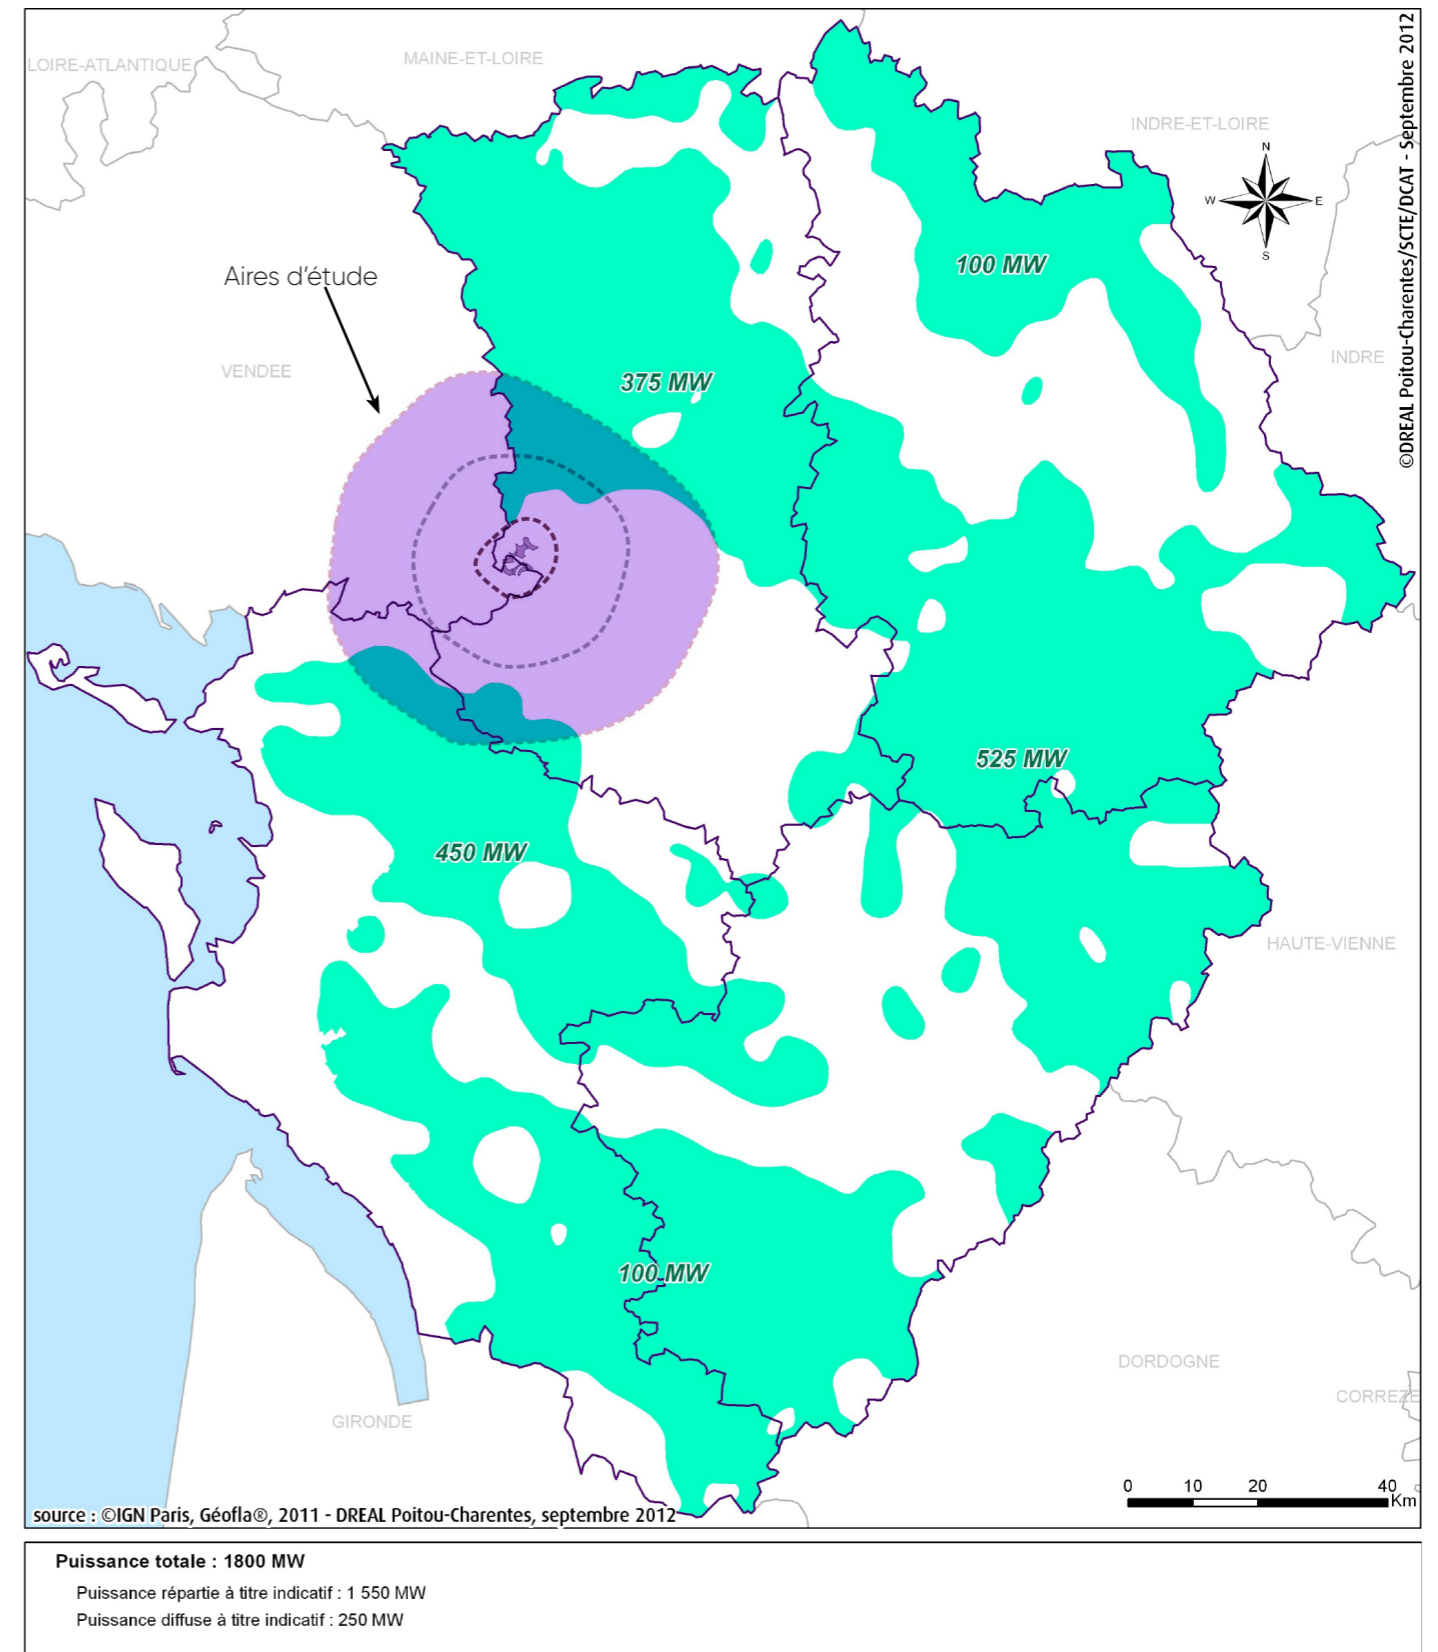 LOIRE-ATLANTIQUE
MAINE-ET-LOIRE
INDRE-ET-LOIRE
N
W
E
S
©DREAL Poitou-Charentes/SCTE/DCAT - Septembre 2012
100 MW
Aires d'étude
VENDEE
INDRE
375 MW
525 MW
450 MW
HAUTE-VIENNE
100 MW
DORDOGNE
CORREZE
GIRONDE
0 10 20 40
Km
source : ©IGN Paris, Géofla®, 2011 - DREAL Poitou-Charentes, septembre 2012
Puissance totale : 1800 MW
Puissance répartie à titre indicatif : 1 550 MW
Puissance diffuse à titre indicatif : 250 MW